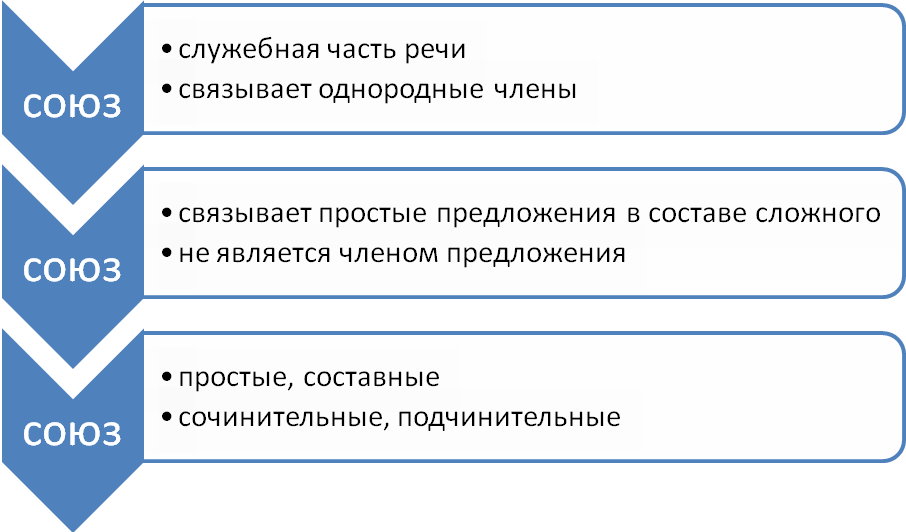 союз
• служебная часть речи
• связывает однородные члены
союз
• связывает простые предложения в составе сложного
• не является членом предложения
союз
• простые, составные
• сочинительные, подчинительные